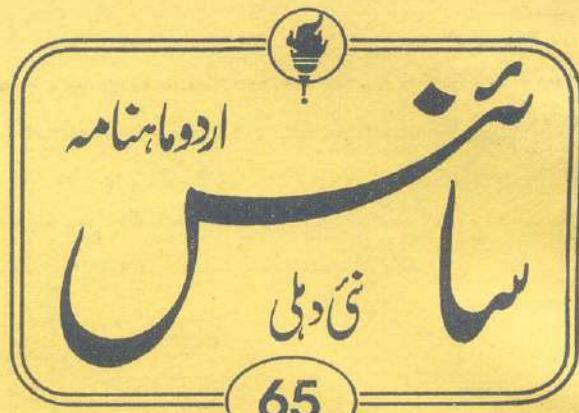 اردو ماہنامہ
سائنس
نئی دہلی
65